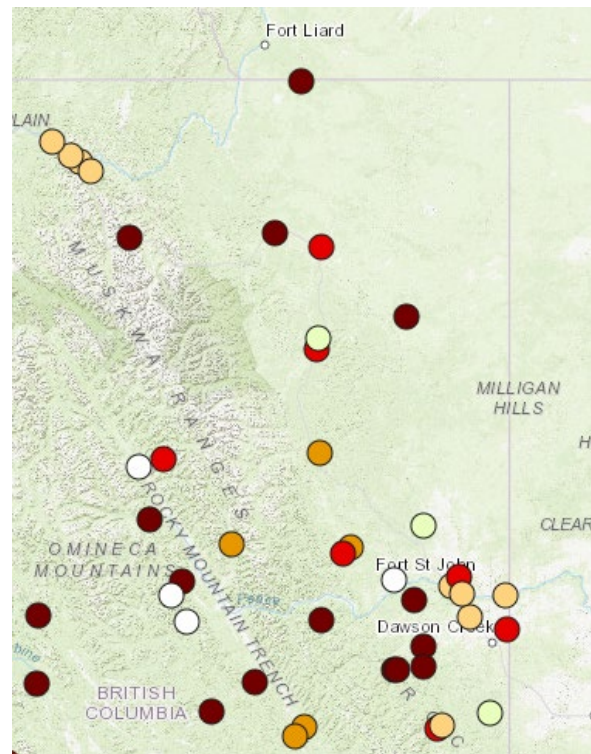 Fort Liard
LAIN
MUSKWA RANGES
MILLIGAN
HILLS
H
CLEAR
ROCKY MOUNTAIN TRENCH
OMINECA
MOUNTAINS
Fort St John
Peace
Dawson Creek
bine
BRITISH
COLUMBIA
R
C